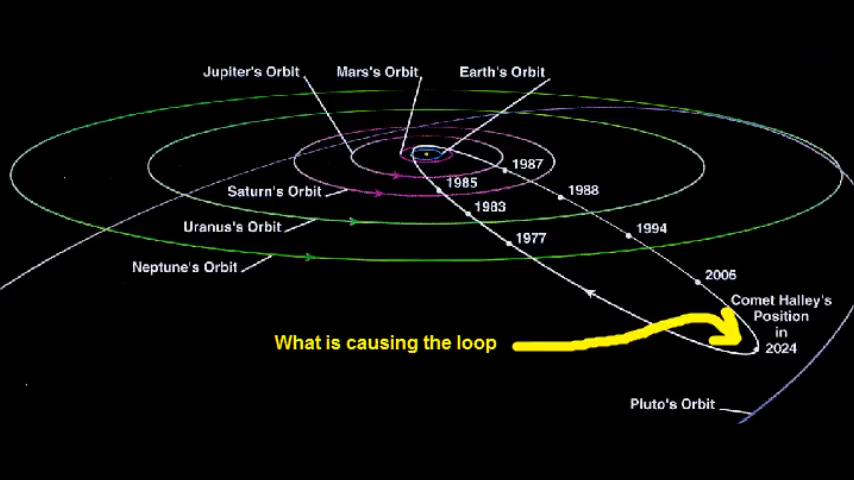 Jupiter's Orbit
Mars's Orbit
Earth's Orbit
1987
1985
Saturn's Orbit
1988
1983
Uranus's Orbit
1994
1977
Neptune's Orbit
2005
Comet Halley's
Position
in
2024
What is causing the loop
Pluto's Orbit